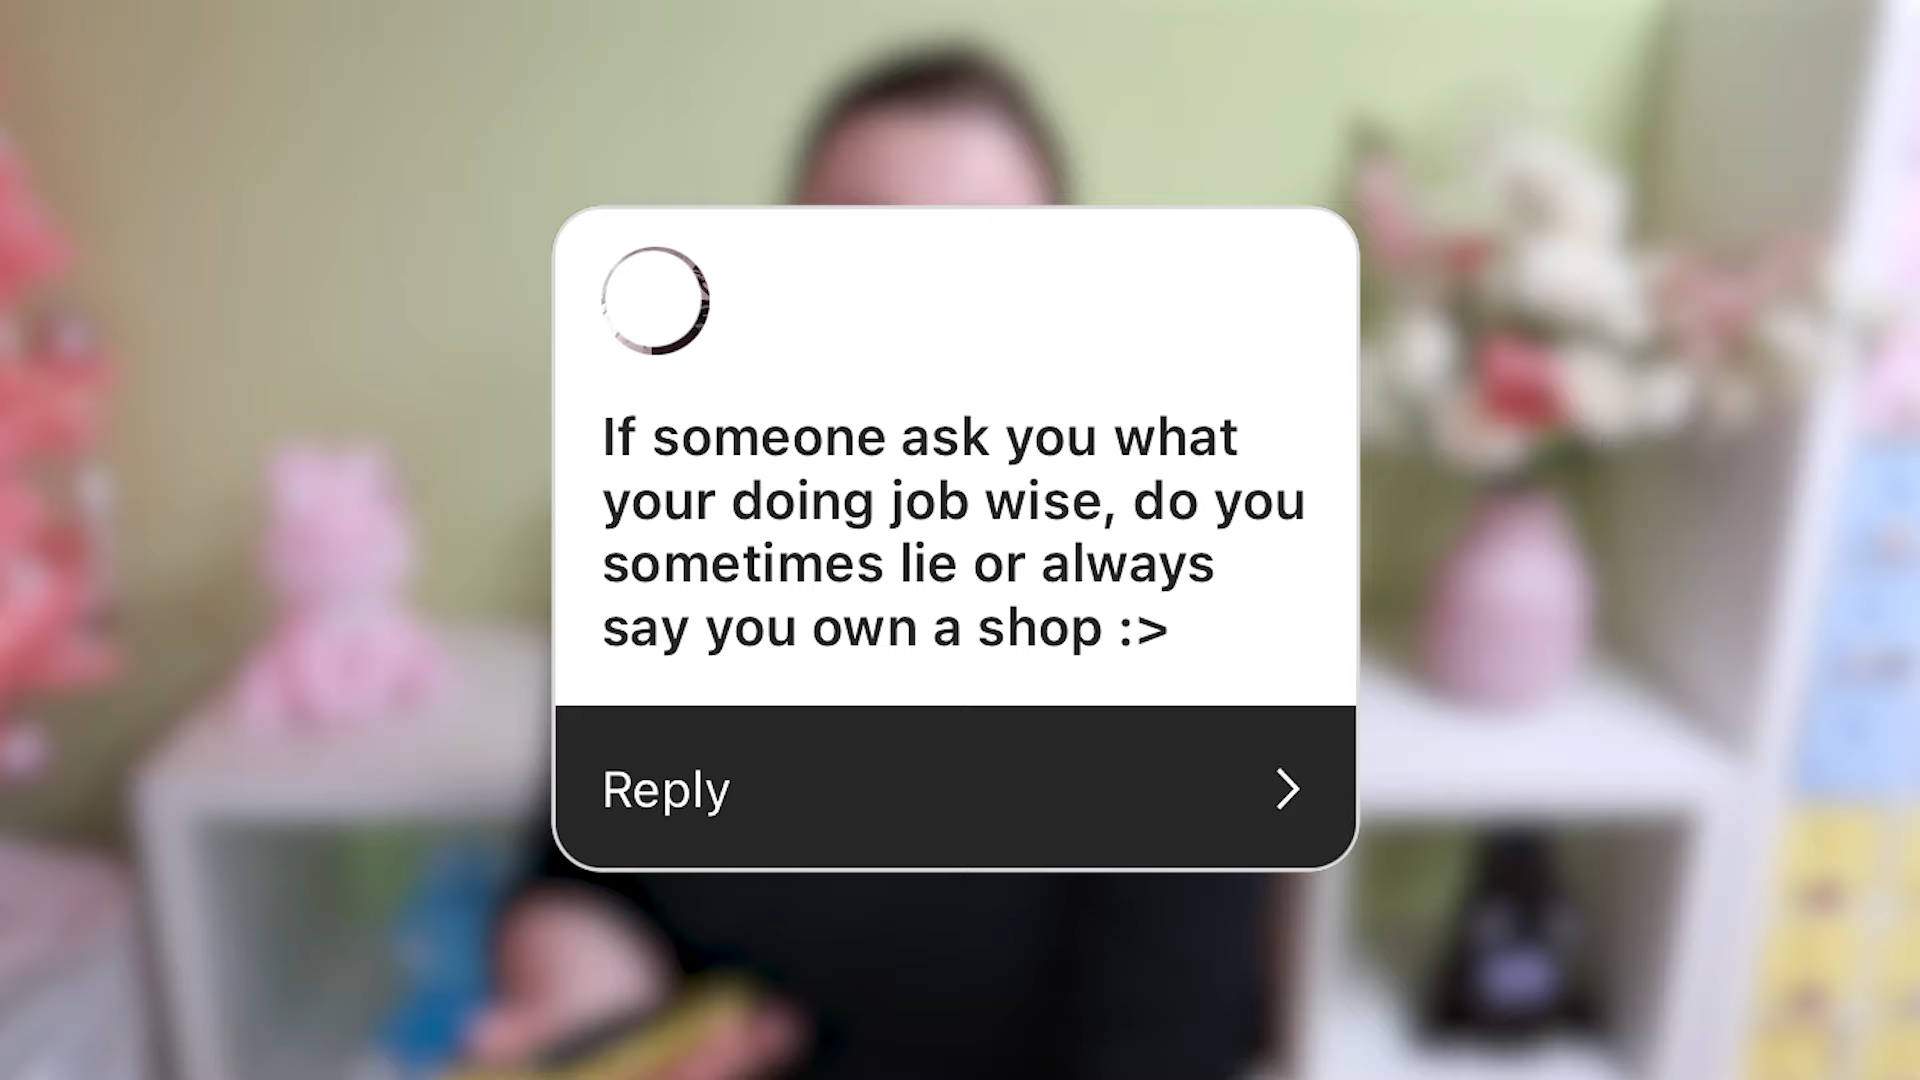 If someone ask you what
your doing job wise, do you
sometimes lie or always
say you own a shop :>
Reply